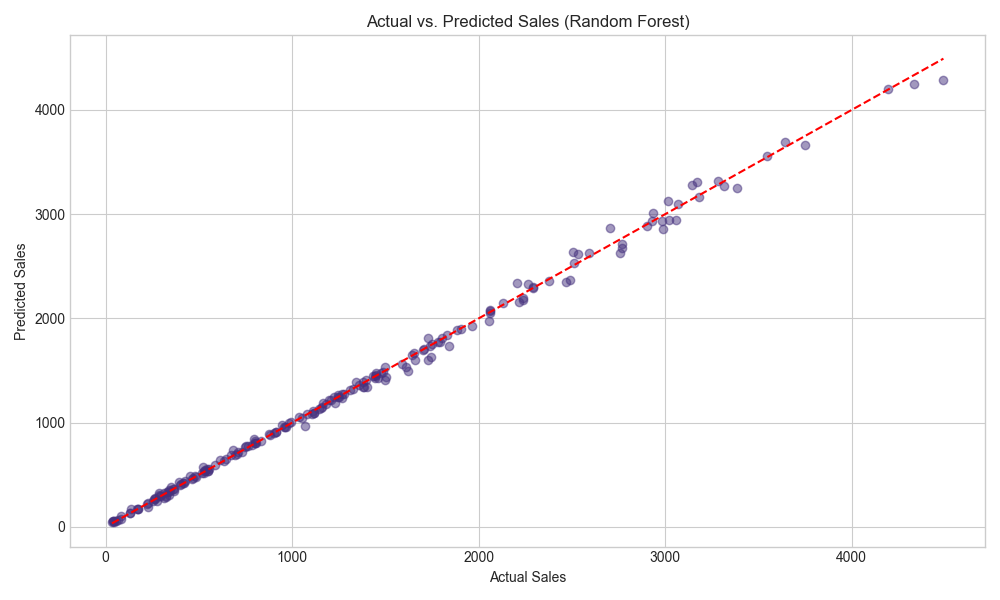 Actual vs. Predicted Sales (Random Forest)
Predicted Sales
4000
3000
2000
1000
0
0 1000 2000 3000 4000
Actual Sales